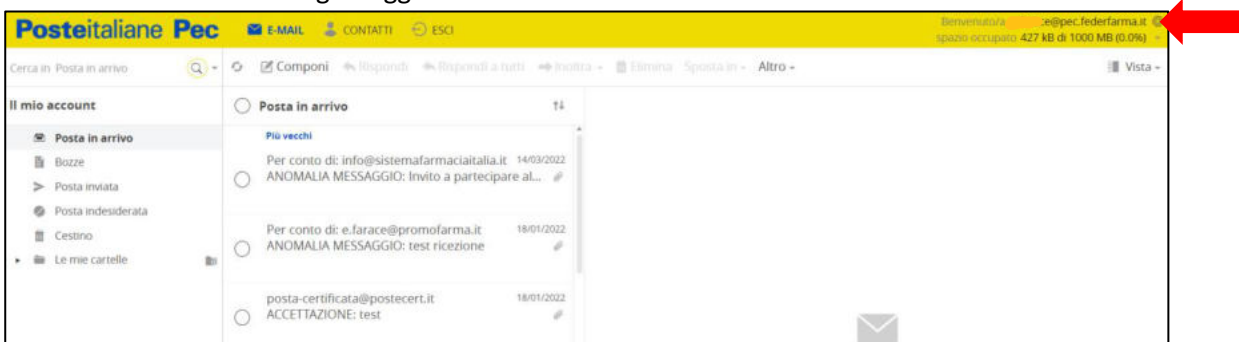 Posteitaliane Pec E-MAIL CONTATTI ESCI
Benvenuto/a :e@pec.federfarma.it
spazio occupato 427 kB di 1000 MB (0.0%)
Cerca in Posta in arrivo Componi Rispondi Rispondi a tutti Inoltra Elimina Sposta in Altro Vista
Il mio account
Posta in arrivo
Bozze
Posta inviata
Posta indesiderata
Cestino
Le mie cartelle
Posta in arrivo
Più vecchi
Per conto di: info@sistemafarmaciaitalia.it 14/03/2022
ANOMALIA MESSAGGIO: Invito a partecipare al...
Per conto di: e.farace@promofarma.it 18/01/2022
ANOMALIA MESSAGGIO: test ricezione
posta-certificata@postecert.it 18/01/2022
ACCETTAZIONE: test